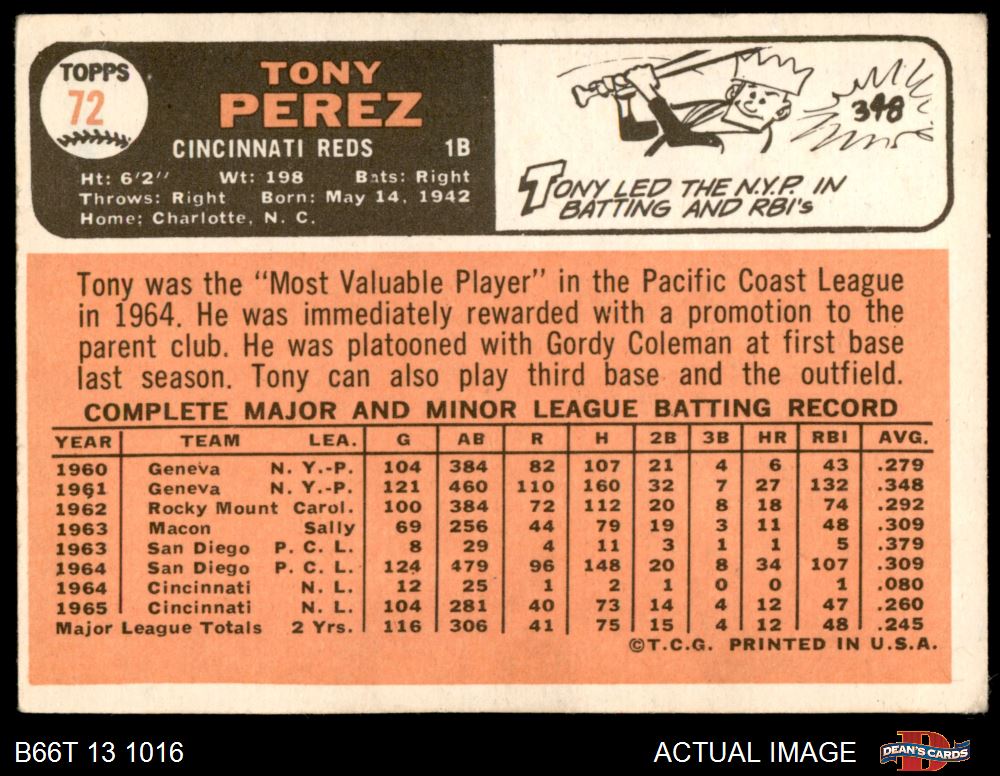 TOPPS
72
TONY
PEREZ
CINCINNATI REDS 1B
Ht: 6'2'' Wt: 198 Bats: Right
Throws: Right Born: May 14, 1942
Home: Charlotte, N. C.
348
TONY LED THE N.Y.P. IN
BATTING AND RBI's
Tony was the "Most Valuable Player" in the Pacific Coast League
in 1964. He was immediately rewarded with a promotion to the
parent club. He was platooned with Gordy Coleman at first base
last season. Tony can also play third base and the outfield.
COMPLETE MAJOR AND MINOR LEAGUE BATTING RECORD
YEAR TEAM LEA. G AB R H 2B 3B HR RBI AVG.
1960 Geneva N. Y.-P. 104 384 82 107 21 4 6 43 .279
1961 Geneva N. Y.-P. 121 460 110 160 32 7 27 132 .348
1962 Rocky Mount Carol. 100 384 72 112 20 8 18 74 .292
1963 Macon Sally 69 256 44 79 19 3 11 48 .309
1963 San Diego P. C. L. 8 29 4 11 3 1 1 5 .379
1964 San Diego P. C. L. 124 479 96 148 20 8 34 107 .309
1964 Cincinnati N. L. 12 25 1 2 1 0 0 1 .080
1965 Cincinnati N. L. 104 281 40 73 14 4 12 47 .260
Major League Totals 2 Yrs. 116 306 41 75 15 4 12 48 .245
©T.C.G. PRINTED IN U.S.A.
B66T 13 1016 ACTUAL IMAGE DEAN'S CARDS